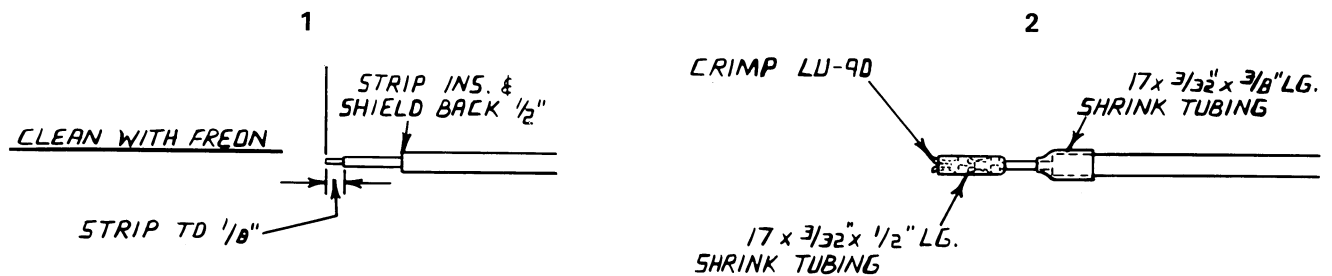 1
STRIP INS. &
SHIELD BACK 1/2"
CLEAN WITH FREON
STRIP TO 1/8"
2
CRIMP LU-9D
17 x 3/32" x 3/8" LG.
SHRINK TUBING
17 x 3/32" x 1/2" LG.
SHRINK TUBING